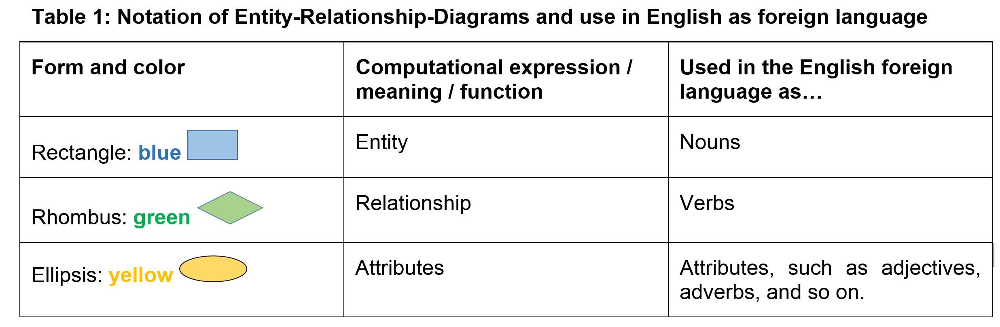 Table 1: Notation of Entity-Relationship-Diagrams and use in English as foreign language
Form and color
Computational expression /
meaning / function
Used in the English foreign
language as…
Rectangle: blue
Entity
Nouns
Rhombus: green
Relationship
Verbs
Ellipsis: yellow
Attributes
Attributes, such as adjectives,
adverbs, and so on.